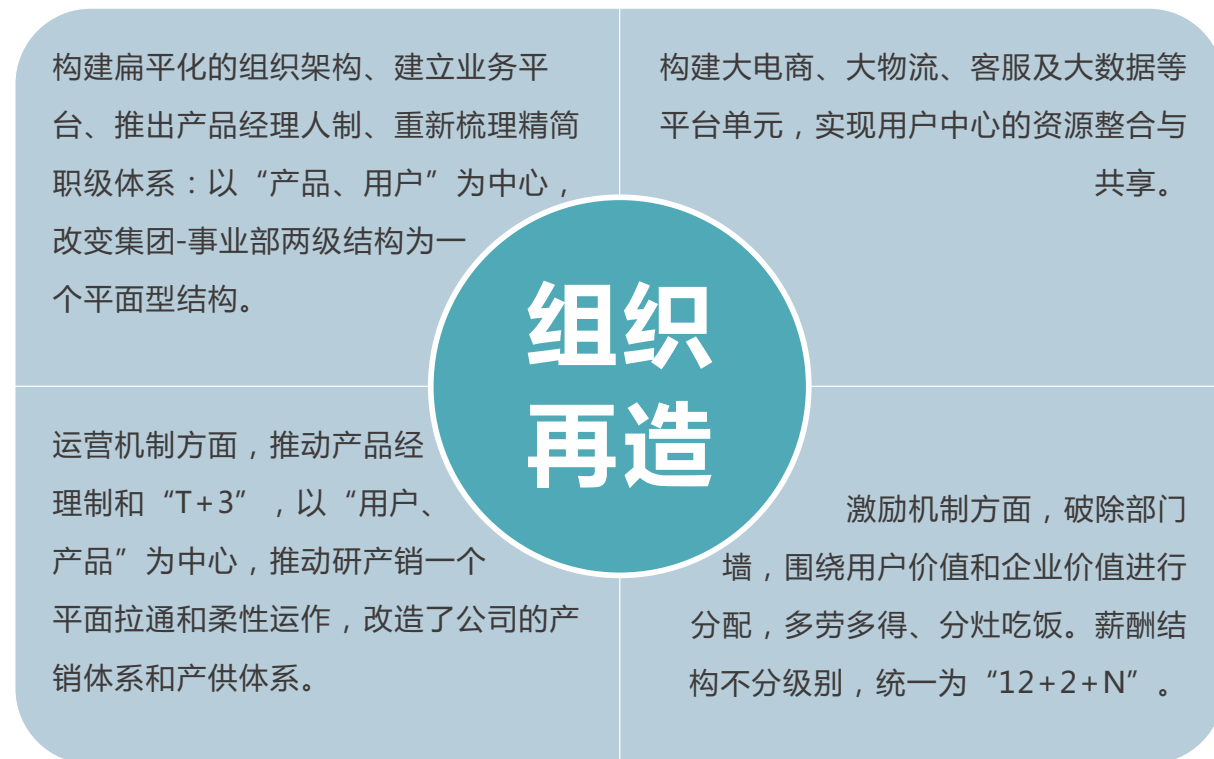 构建扁平化的组织架构、建立业务平
台、推出产品经理人制、重新梳理精简
职级体系：以“产品、用户”为中心，
改变集团-事业部两级结构为一
个平面型结构。
构建大电商、大物流、客服及大数据等
平台单元，实现用户中心的资源整合与
共享。
组织
再造
运营机制方面，推动产品经
理制和“T+3”，以“用户、
产品”为中心，推动研产销一个
平面拉通和柔性运作，改造了公司的产
销体系和产供体系。
激励机制方面，破除部门
墙，围绕用户价值和企业价值进行
分配，多劳多得、分灶吃饭。薪酬结
构不分级别，统一为“12+2+N”。